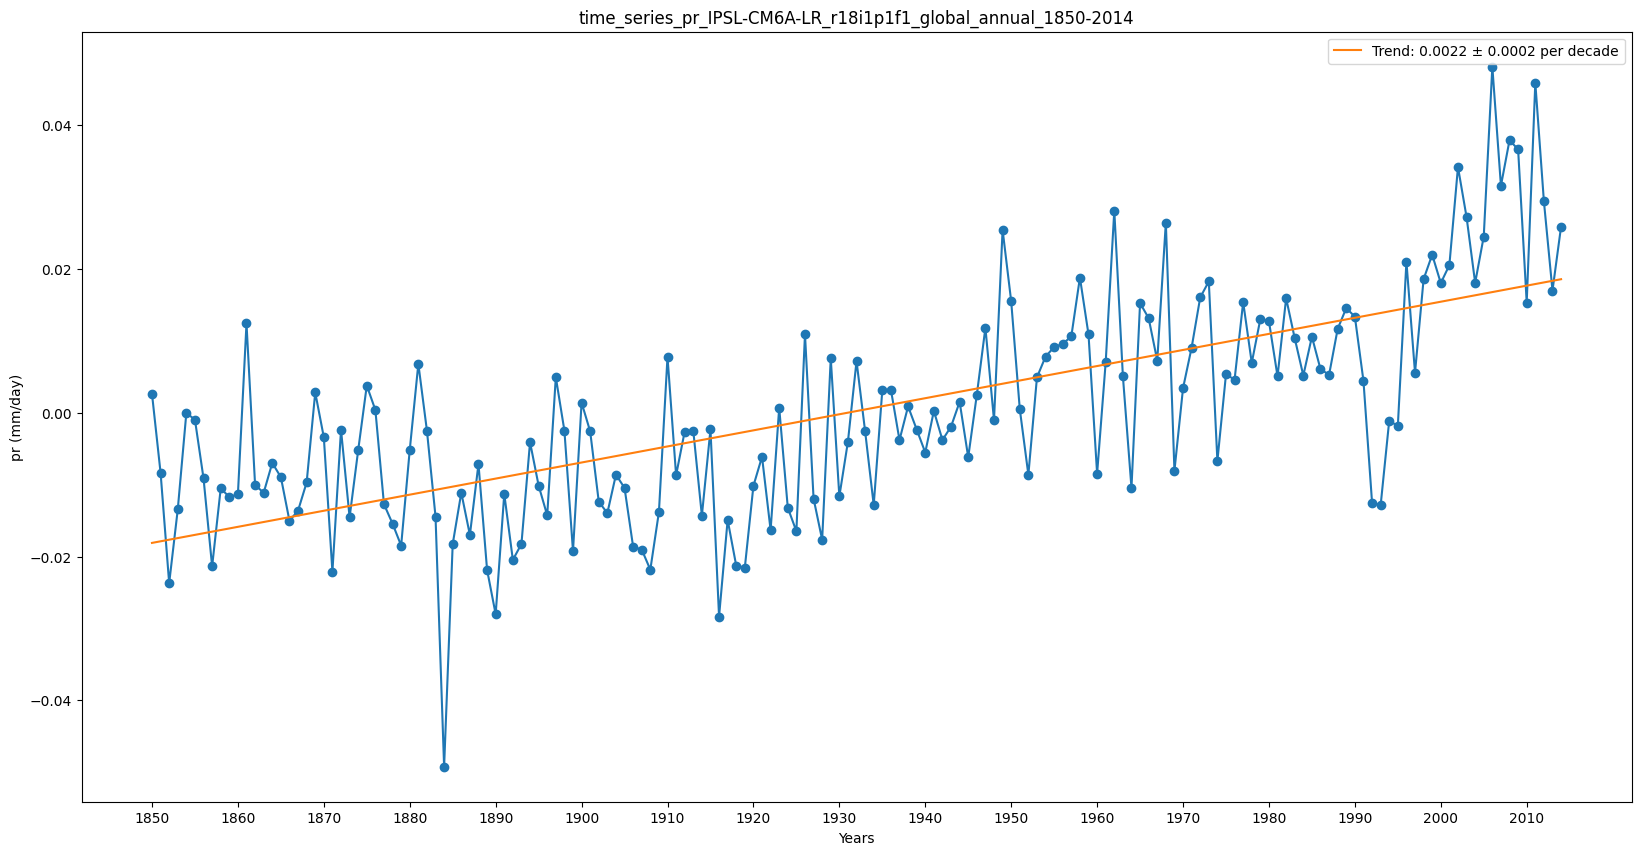 time_series_pr_IPSL-CM6A-LR_r18i1p1f1_global_annual_1850-2014
Trend: 0.0022 ± 0.0002 per decade
pr (mm/day)
0.04
0.02
0.00
−0.02
−0.04
1850 1860 1870 1880 1890 1900 1910 1920 1930 1940 1950 1960 1970 1980 1990 2000 2010
Years